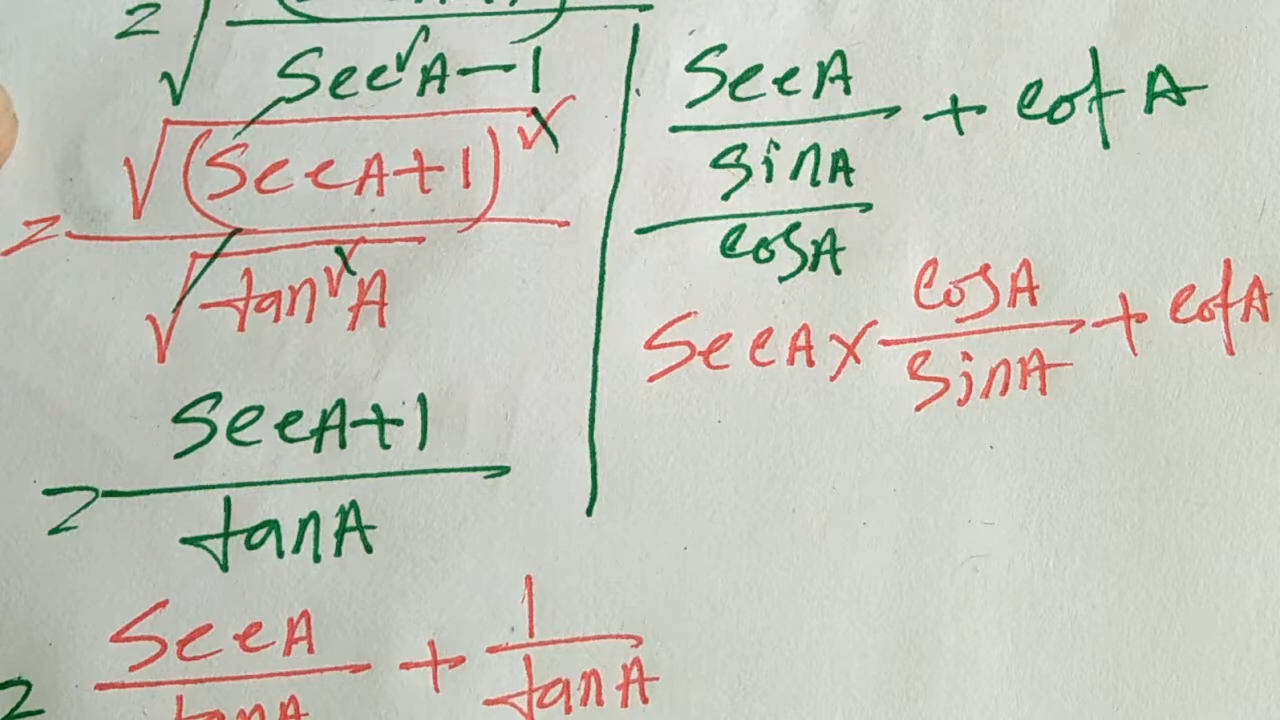 = √ sec²A-1
= √(secA+1)² / √tan²A
= secA+1 / tanA
= secA / tanA + 1 / tanA
secA / sinA / cosA + cot A
secA × cosA / sinA + cotA